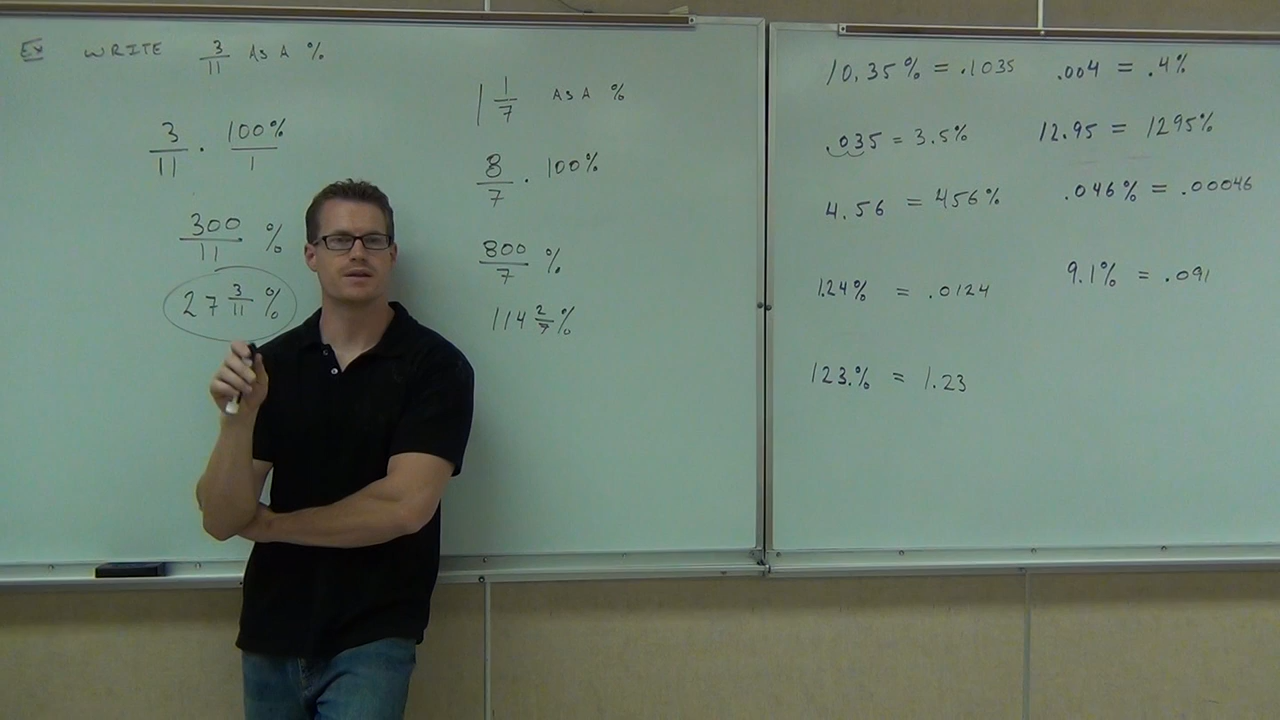 Ex WRITE 3/11 AS A %
3/11 · 100%/1
300/11 %
27 3/11 %
1 1/7 AS A %
8/7 · 100%
800/7 %
114 2/7 %
10.35% = .1035
.035 = 3.5%
4.56 = 456%
1.24% = .0124
123.% = 1.23
.004 = .4%
12.95 = 1295%
.046% = .00046
9.1% = .091